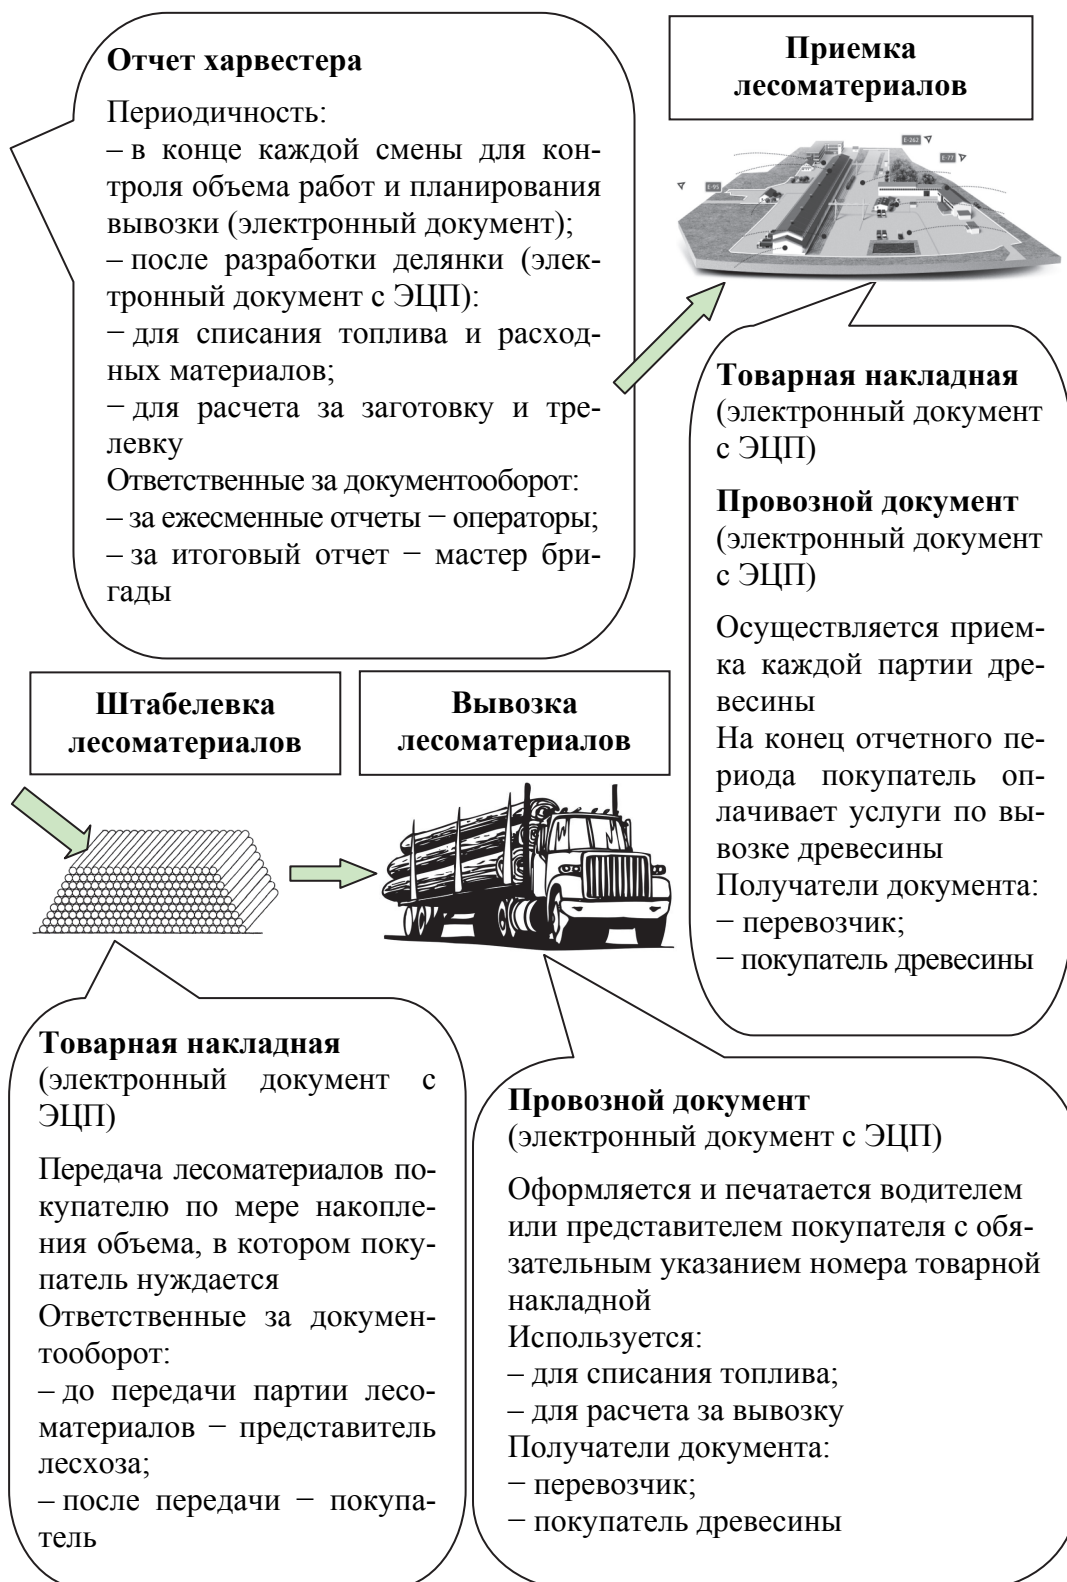 Отчет харвестера
Периодичность:
– в конце каждой смены для кон-
троля объема работ и планирования
вывозки (электронный документ);
– после разработки делянки (элек-
тронный документ с ЭЦП):
− для списания топлива и расход-
ных материалов;
− для расчета за заготовку и тре-
левку
Ответственные за документооборот:
– за ежесменные отчеты − операторы;
– за итоговый отчет − мастер бри-
гады
Приемка
лесоматериалов
E-262
E-77
E-95
Товарная накладная
(электронный документ
с ЭЦП)
Провозной документ
(электронный документ
с ЭЦП)
Осуществляется прием-
ка каждой партии дре-
весины
На конец отчетного пе-
риода покупатель оп-
лачивает услуги по вы-
возке древесины
Получатели документа:
− перевозчик;
− покупатель древесины
Штабелевка
лесоматериалов
Вывозка
лесоматериалов
Товарная накладная
(электронный документ с
ЭЦП)
Передача лесоматериалов по-
купателю по мере накопле-
ния объема, в котором поку-
патель нуждается
Ответственные за докумен-
тооборот:
– до передачи партии лесо-
материалов − представитель
лесхоза;
– после передачи − покупа-
тель
Провозной документ
(электронный документ с ЭЦП)
Оформляется и печатается водителем
или представителем покупателя с обя-
зательным указанием номера товарной
накладной
Используется:
– для списания топлива;
– для расчета за вывозку
Получатели документа:
− перевозчик;
− покупатель древесины